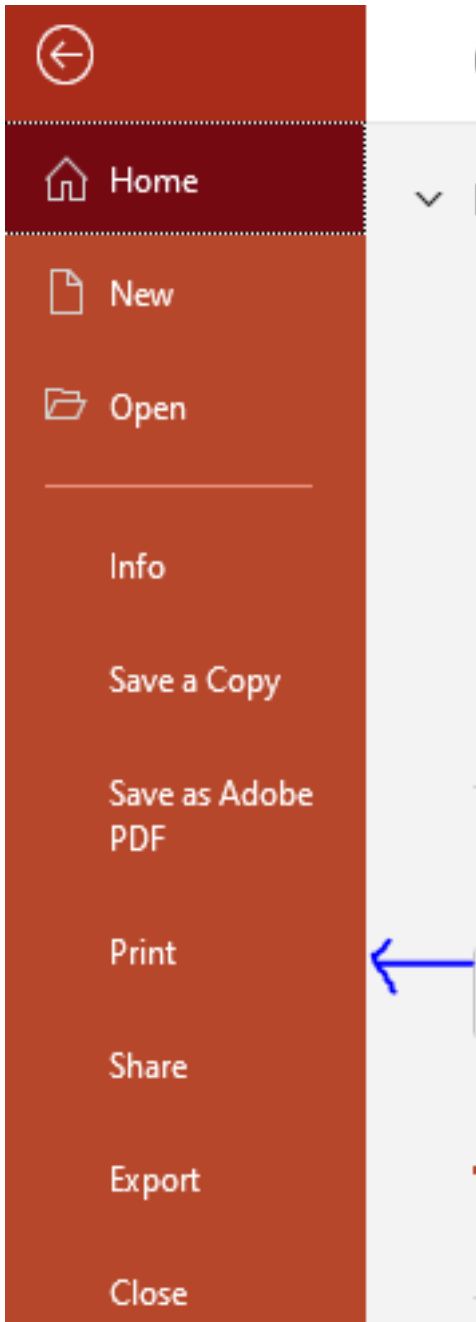 Home
New
Open
Info
Save a Copy
Save as Adobe
PDF
Print
Share
Export
Close